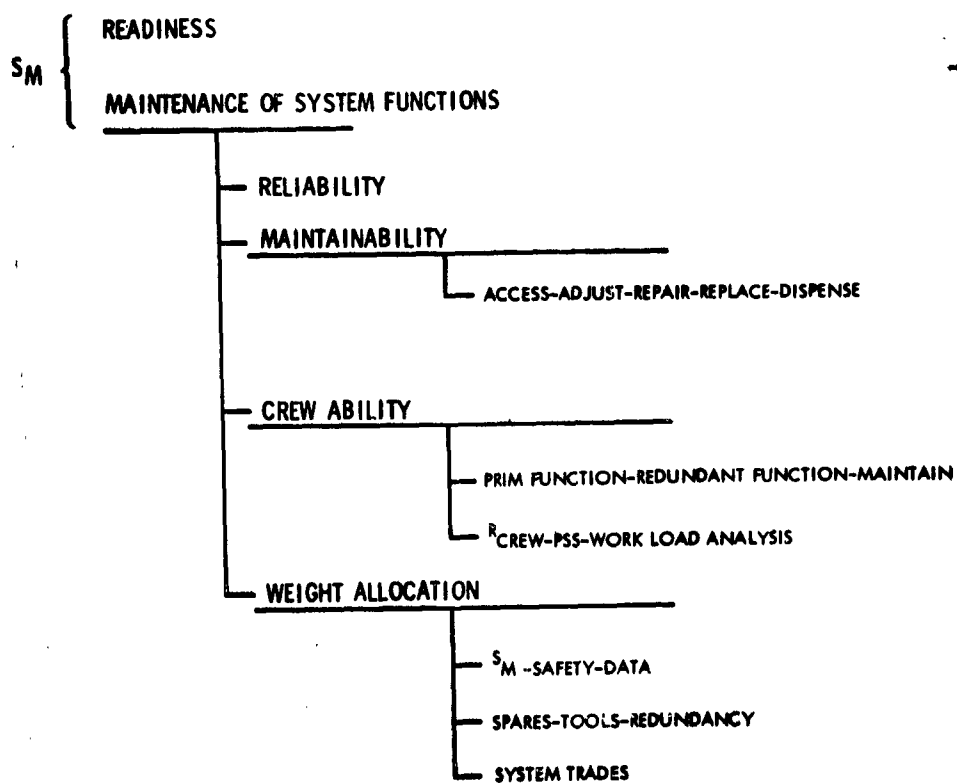 READINESS
S_M
MAINTENANCE OF SYSTEM FUNCTIONS
RELIABILITY
MAINTAINABILITY
ACCESS-ADJUST-REPAIR-REPLACE-DISPENSE
CREW ABILITY
PRIM FUNCTION-REDUNDANT FUNCTION-MAINTAIN
R_CREW-PSS-WORK LOAD ANALYSIS
WEIGHT ALLOCATION
S_M-SAFETY-DATA
SPARES-TOOLS-REDUNDANCY
SYSTEM TRADES